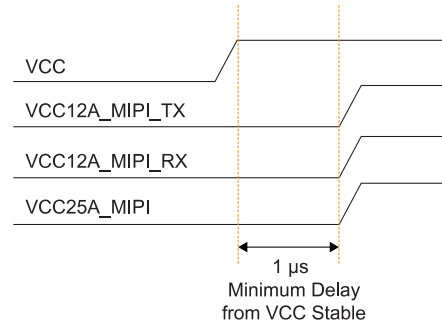 VCC
VCC12A_MIPI_TX
VCC12A_MIPI_RX
VCC25A_MIPI
1 µs
Minimum Delay
from VCC Stable